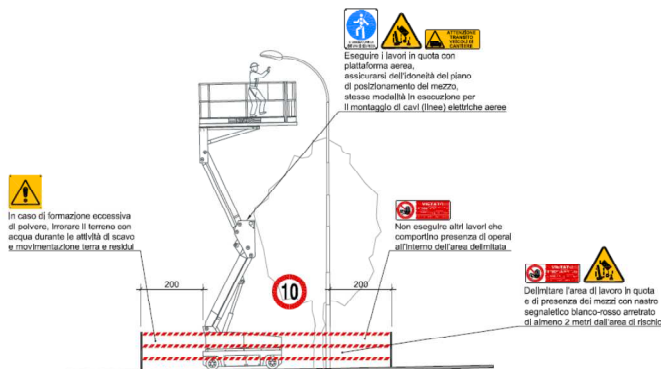 ATTENZIONE
TRANSITO
VEICOLI DI
CANTIERE
Eseguire i lavori in quota con
plattaforma aerea,
assicurarsi dell'idoneità del piano
di posizionamento del mezzo,
stesse modalità in esecuzione per
il montaggio di cavi (linee) elettriche aeree
In caso di formazione eccessiva
di polvere, irrorare il terreno con
acqua durante le attività di scavo
e movimentazione terra e residui
Non eseguire altri lavori che
comportino presenza di operai
all'interno dell'area delimitata
200
10
200
Delimitare l'area di lavoro in quota
e di presenza dei mezzi con nastro
segnaletico bianco-rosso arretrato
di almeno 2 metri dall'area di rischio